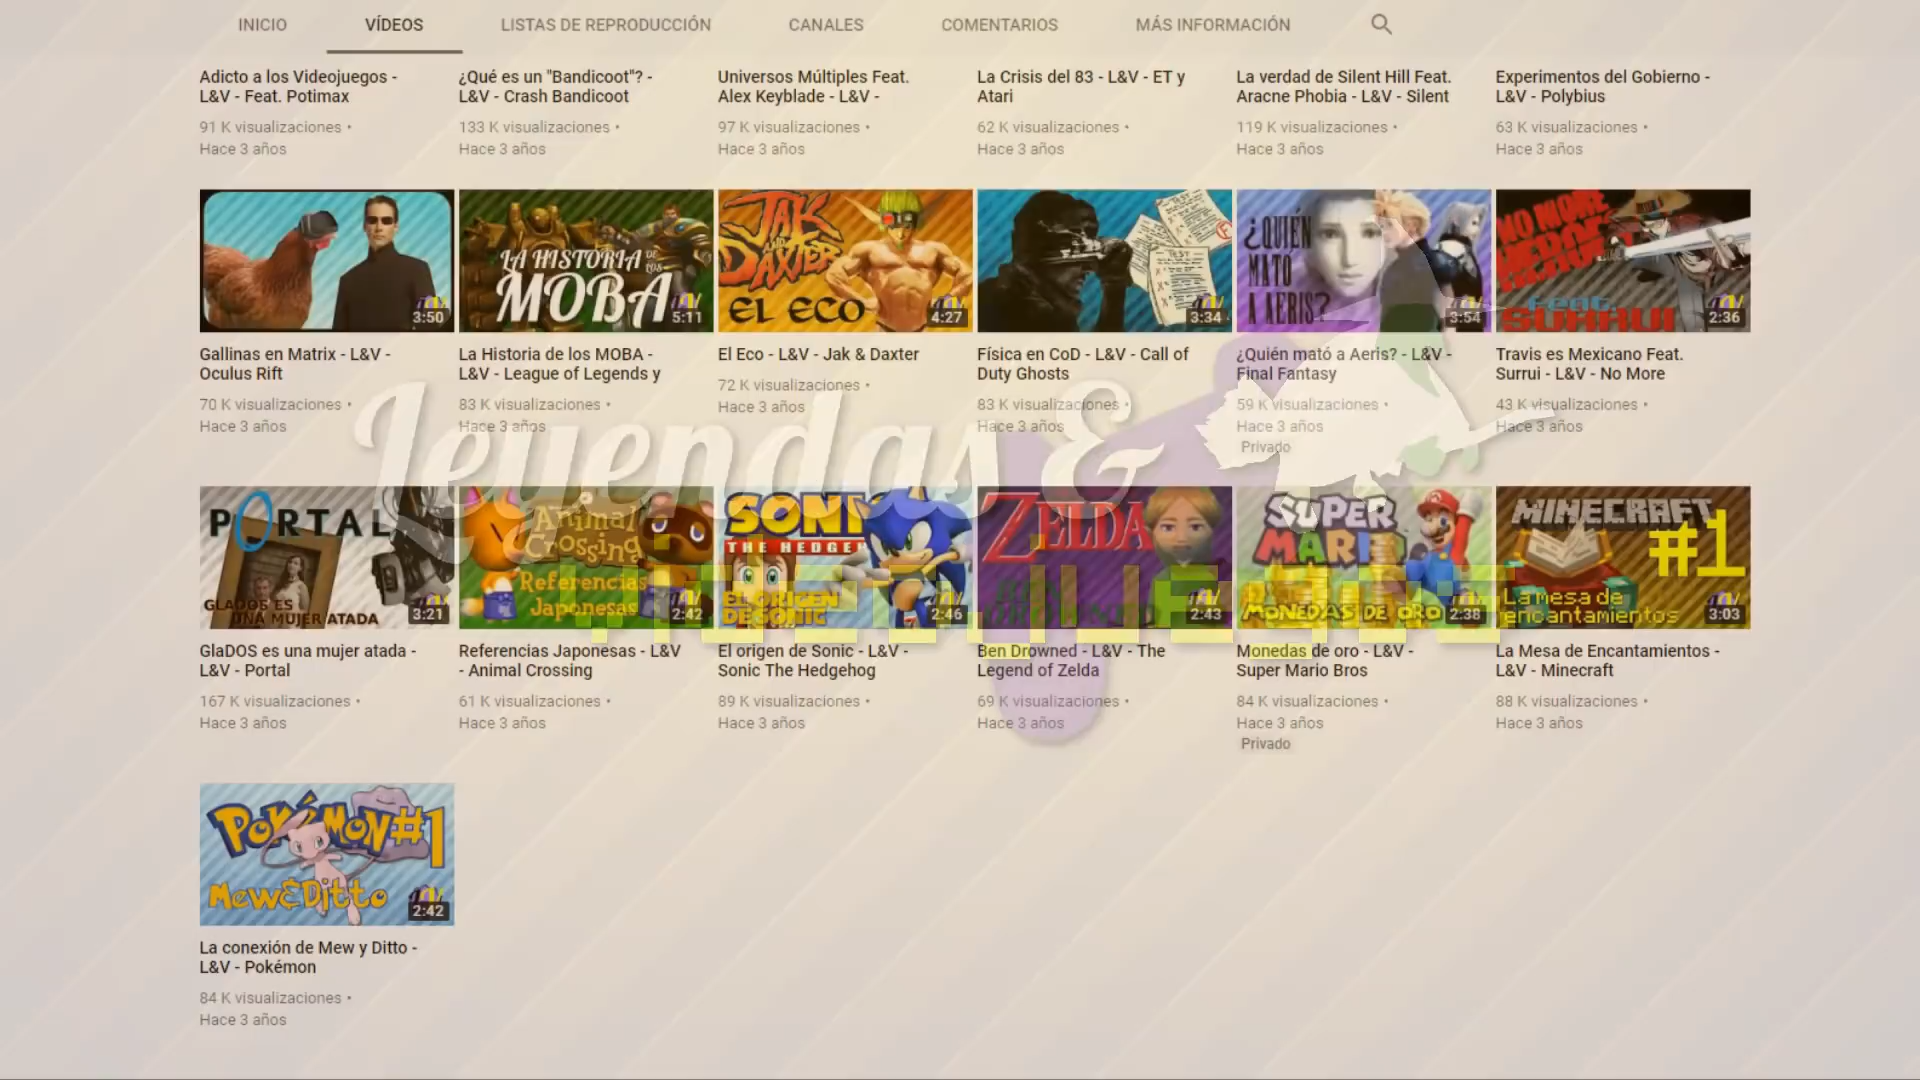 INICIO VÍDEOS LISTAS DE REPRODUCCIÓN CANALES COMENTARIOS MÁS INFORMACIÓN
Adicto a los Videojuegos -
L&V - Feat. Potimax
91 K visualizaciones •
Hace 3 años
¿Qué es un "Bandicoot"? -
L&V - Crash Bandicoot
133 K visualizaciones •
Hace 3 años
Universos Múltiples Feat.
Alex Keyblade - L&V -
97 K visualizaciones •
Hace 3 años
La Crisis del 83 - L&V - ET y
Atari
62 K visualizaciones •
Hace 3 años
La verdad de Silent Hill Feat.
Aracne Phobia - L&V - Silent
119 K visualizaciones •
Hace 3 años
Experimentos del Gobierno -
L&V - Polybius
63 K visualizaciones •
Hace 3 años
3:50
Gallinas en Matrix - L&V -
Oculus Rift
70 K visualizaciones •
Hace 3 años
LA HISTORIA DE LOS
MOBA
5:11
La Historia de los MOBA -
L&V - League of Legends y
83 K visualizaciones •
Hace 3 años
JAK
AND
DAXTER
EL ECO
4:27
El Eco - L&V - Jak & Daxter
72 K visualizaciones •
Hace 3 años
TEST
F
3:34
Física en CoD - L&V - Call of
Duty Ghosts
83 K visualizaciones •
Hace 3 años
¿QUIÉN
MATÓ
A AERIS?
3:54
¿Quién mató a Aeris? - L&V -
Final Fantasy
59 K visualizaciones •
Hace 3 años
Privado
NO MORE
HEROES
Feat.
SURRUI
2:36
Travis es Mexicano Feat.
Surrui - L&V - No More
43 K visualizaciones •
Hace 3 años
Leyendas &
videojuegos
PORTAL
GLADOS ES
UNA MUJER ATADA
3:21
GlaDOS es una mujer atada -
L&V - Portal
167 K visualizaciones •
Hace 3 años
Animal
Crossing
Referencias
Japonesas
2:42
Referencias Japonesas - L&V
- Animal Crossing
61 K visualizaciones •
Hace 3 años
SONIC
THE HEDGEH
EL ORIGEN
DE SONIC
2:46
El origen de Sonic - L&V -
Sonic The Hedgehog
89 K visualizaciones •
Hace 3 años
ZELDA
BEN
DROWNED
2:43
Ben Drowned - L&V - The
Legend of Zelda
69 K visualizaciones •
Hace 3 años
SUPER
MARIO
MONEDAS DE ORO
2:38
Monedas de oro - L&V -
Super Mario Bros
84 K visualizaciones •
Hace 3 años
Privado
MINECRAFT
#1
La mesa de
encantamientos
3:03
La Mesa de Encantamientos -
L&V - Minecraft
88 K visualizaciones •
Hace 3 años
POKÉMON #1
Mew&Ditto
2:42
La conexión de Mew y Ditto -
L&V - Pokémon
84 K visualizaciones •
Hace 3 años